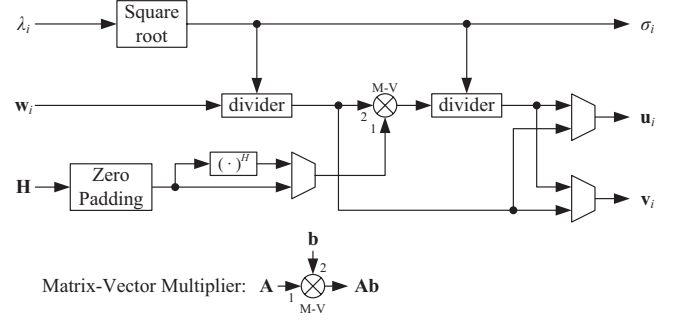 λi Square root σi
M-V
wi divider 2 divider
1 ui
(·)^H
H Zero Padding
vi
b
2
Matrix-Vector Multiplier: A Ab
1
M-V